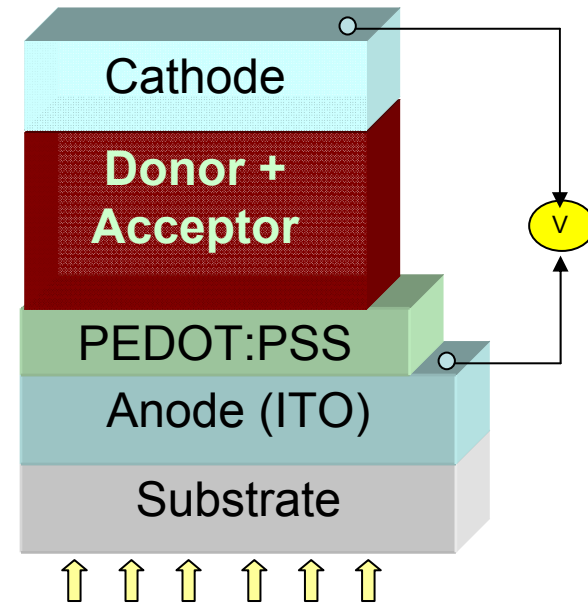 Cathode
Donor +
Acceptor
V
PEDOT:PSS
Anode (ITO)
Substrate